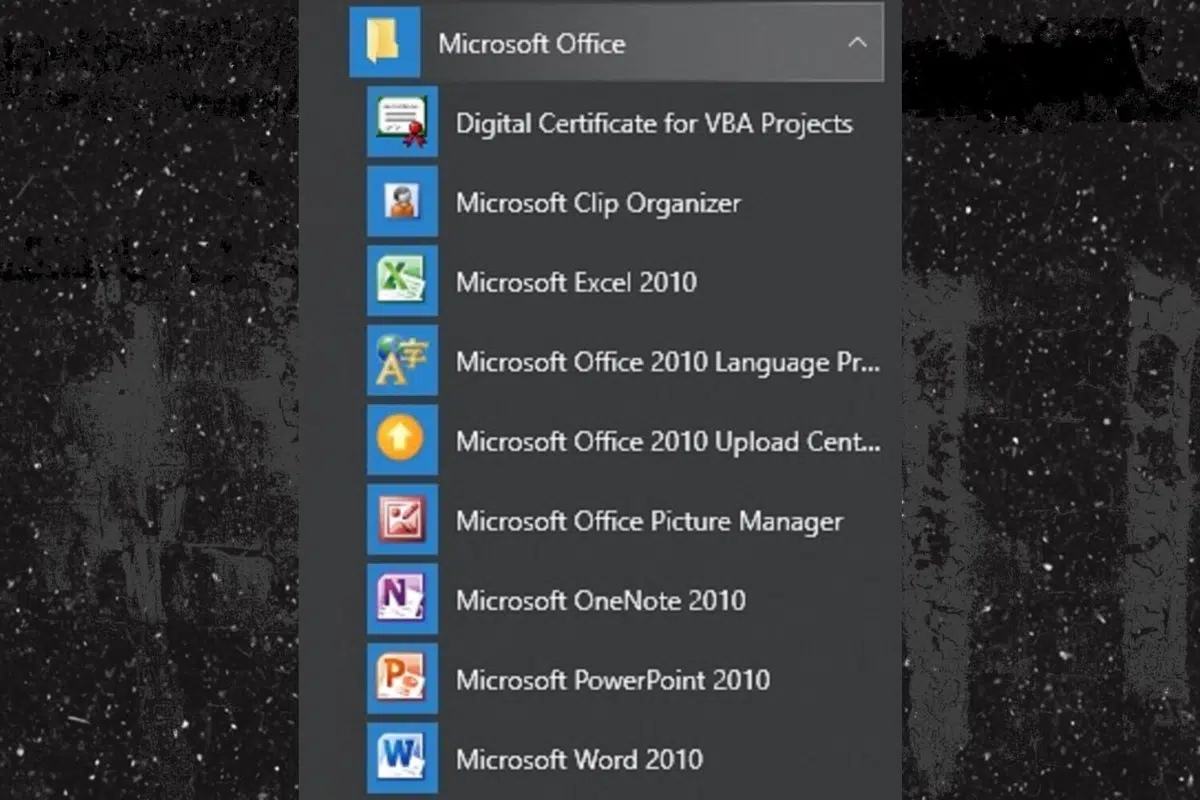 Microsoft Office
Digital Certificate for VBA Projects
Microsoft Clip Organizer
Microsoft Excel 2010
Microsoft Office 2010 Language Pr...
Microsoft Office 2010 Upload Cent...
Microsoft Office Picture Manager
Microsoft OneNote 2010
Microsoft PowerPoint 2010
Microsoft Word 2010